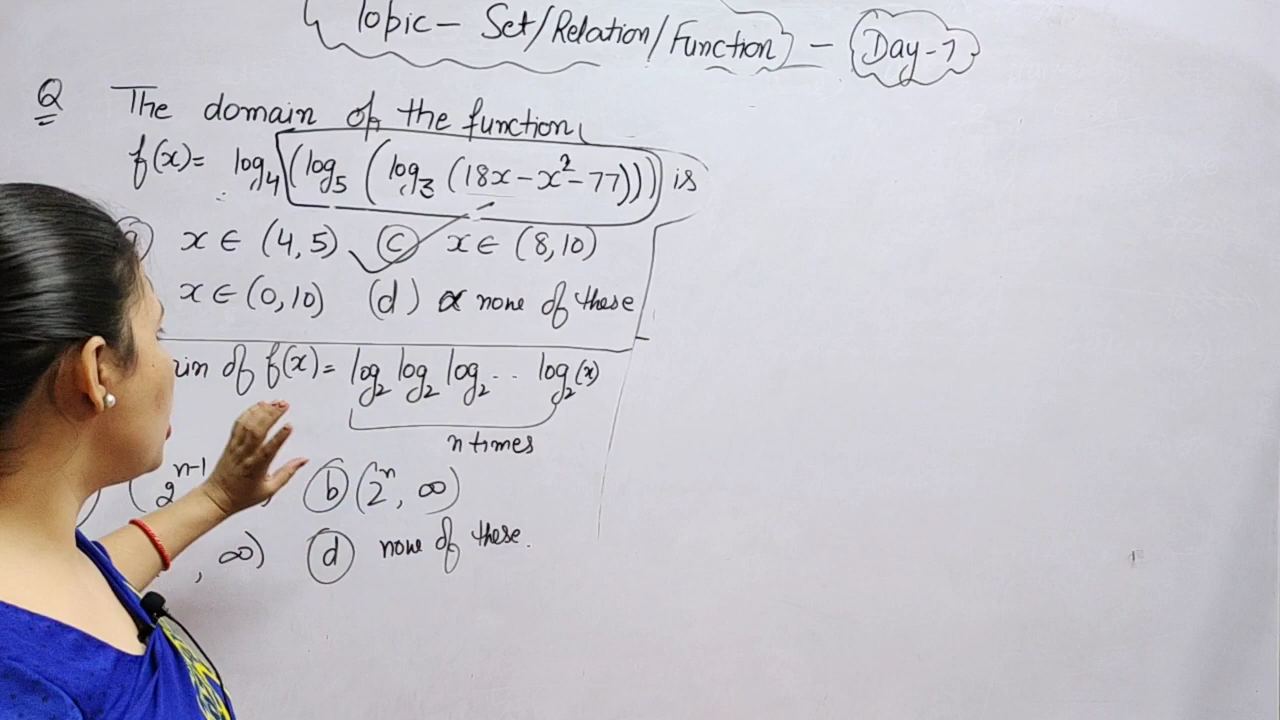 Topic - Set/Relation/Function) - Day-7
Q The domain of the function,
f(x)= log₄(log₅(log₃(18x-x²-77))) is
x ∈ (4,5) (c) x ∈ (8,10)
x ∈ (0,10) (d) none of these
in of f(x)= log₂ log₂ log₂ .. log₂(x)
n times
2ⁿ⁻¹ (b) (2ⁿ, ∞)
, ∞) (d) none of these.